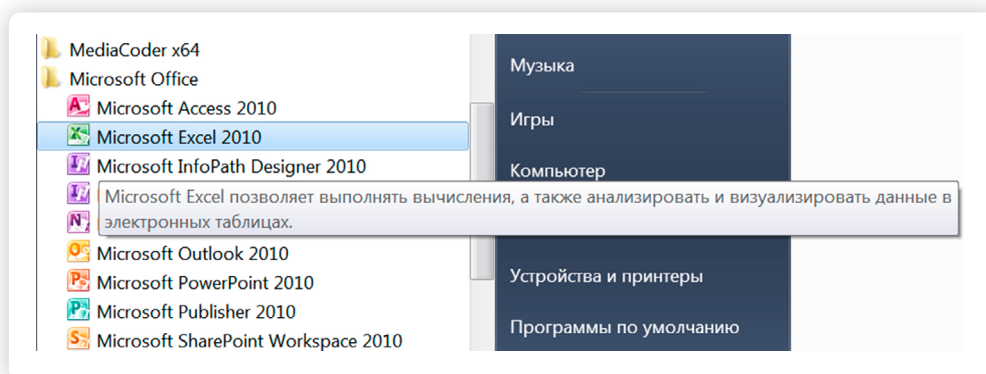 MediaCoder x64
Microsoft Office
Microsoft Access 2010
Microsoft Excel 2010
Microsoft InfoPath Designer 2010
Microsoft Excel позволяет выполнять вычисления, а также анализировать и визуализировать данные в
электронных таблицах.
Microsoft Outlook 2010
Microsoft PowerPoint 2010
Microsoft Publisher 2010
Microsoft SharePoint Workspace 2010
Музыка
Игры
Компьютер
Устройства и принтеры
Программы по умолчанию